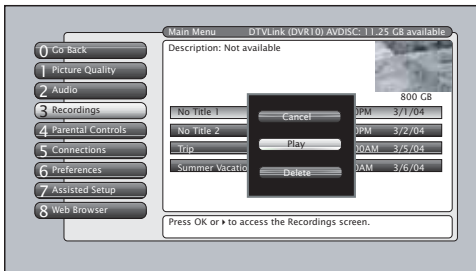 Main Menu DTVLink (DVR10) AVDISC: 11.25 GB available
0 Go Back
1 Picture Quality
2 Audio
3 Recordings
4 Parental Controls
5 Connections
6 Preferences
7 Assisted Setup
8 Web Browser
Description: Not available
800 GB
No Title 1 PM 3/1/04
No Title 2 PM 3/2/04
Trip 00AM 3/5/04
Summer Vacatio AM 3/6/04
Cancel
Play
Delete
Press OK or ▸ to access the Recordings screen.